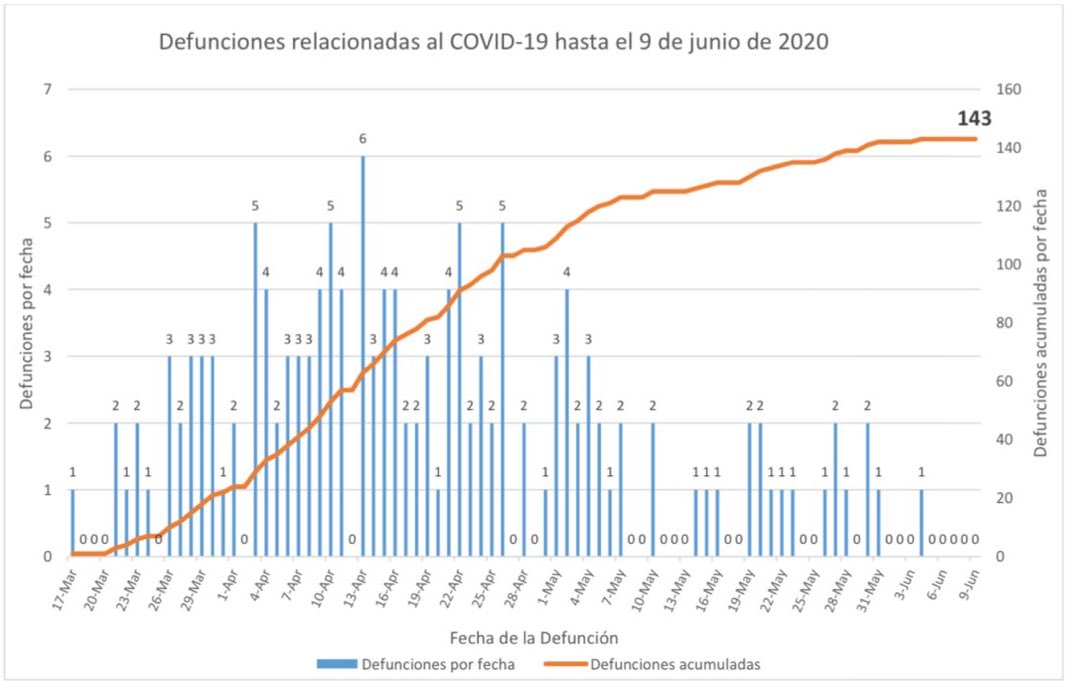 Defunciones relacionadas al COVID-19 hasta el 9 de junio de 2020
7
6
5
4
3
2
1
0
Defunciones por fecha
160
140
120
100
80
60
40
20
0
Defunciones acumuladas por fecha
143
1 0 0 0 2 1 2 1 0 3 2 3 3 3 1 2 0 5 4 2 3 3 3 4 5 4 0 6 3 4 4 2 2 3 1 4 5 2 3 2 5 0 2 0 1 3 4 2 3 2 1 2 0 0 2 0 0 0 1 1 1 0 0 2 2 1 1 1 0 0 1 2 1 0 2 1 0 0 0 1 0 0 0 0 0
17-Mar 20-Mar 23-Mar 26-Mar 29-Mar 1-Apr 4-Apr 7-Apr 10-Apr 13-Apr 16-Apr 19-Apr 22-Apr 25-Apr 28-Apr 1-May 4-May 7-May 10-May 13-May 16-May 19-May 22-May 25-May 28-May 31-May 3-Jun 6-Jun 9-Jun
Fecha de la Defunción
Defunciones por fecha Defunciones acumuladas